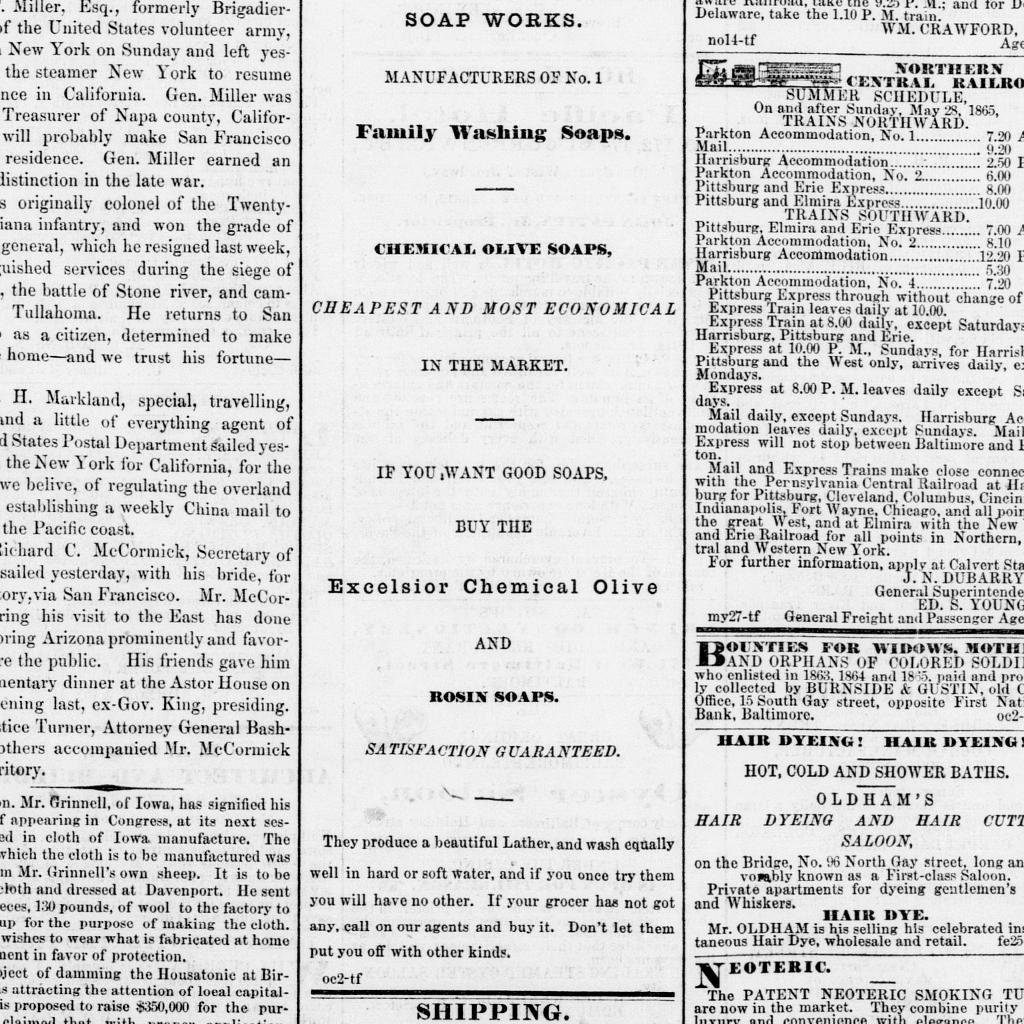 Miller, Esq., formerly Brigadier-
of the United States volunteer army,
New York on Sunday and left yes-
the steamer New York to resume
nce in California. Gen. Miller was
Treasurer of Napa county, Califor-
will probably make San Francisco
residence. Gen. Miller earned an
distinction in the late war.
s originally colonel of the Twenty-
iana infantry, and won the grade of
general, which he resigned last week,
uished services during the siege of
, the battle of Stone river, and cam-
Tullahoma. He returns to San
as a citizen, determined to make
home—and we trust his fortune—
H. Markland, special, travelling,
and a little of everything agent of
d States Postal Department sailed yes-
the New York for California, for the
we belive, of regulating the overland
establishing a weekly China mail to
the Pacific coast.
Richard C. McCormick, Secretary of
sailed yesterday, with his bride, for
ory, via San Francisco. Mr. McCor-
ring his visit to the East has done
bring Arizona prominently and favor-
re the public. His friends gave him
mentary dinner at the Astor House on
ening last, ex-Gov. King, presiding.
stice Turner, Attorney General Bash-
others accompanied Mr. McCormick
ritory.
on. Mr. Grinnell, of Iowa, has signified his
f appearing in Congress, at its next ses-
ed in cloth of Iowa manufacture. The
which the cloth is to be manufactured was
m Mr. Grinnell's own sheep. It is to be
cloth and dressed at Davenport. He sent
eces, 130 pounds, of wool to the factory to
up for the purpose of making the cloth.
wishes to wear what is fabricated at home
ment in favor of protection.
oject of damming the Housatonic at Bir-
s attracting the attention of loeal capital-
is proposed to raise $350,000 for the pur-
claimed that with proper application
SOAP WORKS.
MANUFACTURERS OF No. 1
Family Washing Soaps.
CHEMICAL OLIVE SOAPS,
CHEAPEST AND MOST ECONOMICAL
IN THE MARKET.
IF YOU WANT GOOD SOAPS,
BUY THE
Excelsior Chemical Olive
AND
ROSIN SOAPS.
SATISFACTION GUARANTEED.
They produce a beautiful Lather, and wash equally
well in hard or soft water, and if you once try them
you will have no other. If your grocer has not got
any, call on our agents and buy it. Don't let them
put you off with other kinds.
oc2-tf
SHIPPING.
aware Railroad, take the 9.25 P. M.; and for D
Delaware, take the 1.10 P. M. train.
WM. CRAWFORD,
no14-tf Age
NORTHERN
CENTRAL RAILRO
SUMMER SCHEDULE,
On and after Sunday, May 28, 1865,
TRAINS NORTHWARD.
Parkton Accommodation, No. 1......... 7.20 A
Mail......... 9.20
Harrisburg Accommodation......... 2.50 P
Parkton Accommodation, No. 2......... 6.00
Pittsburg and Erie Express......... 8.00
Pittsburg and Elmira Express.........10.00
TRAINS SOUTHWARD.
Pittsburg, Elmira and Erie Express......... 7.00 A
Parkton Accommodation, No. 2......... 8.10
Harrisburg Accommodation......... 12.20 P
Mail......... 5.30
Parkton Accommodation, No. 4......... 7.20
Pittsburg Express through without change of
Express Train leaves daily at 10.00.
Express Train at 8.00 daily, except Saturdays
Harrisburg, Pittsburg and Erie.
Express at 10.00 P. M., Sundays, for Harrisb
Pittsburg and the West only, arrives daily, ex
Mondays.
Express at 8.00 P. M. leaves daily except Sa
days.
Mail daily, except Sundays. Harrisburg Ac
modation leaves daily, except Sundays. Mail
Express will not stop between Baltimore and P
ton.
Mail and Express Trains make close connec
with the Pernsylvania Central Railroad at Ha
burg for Pittsburg, Cleveland, Columbus, Cincin
Indianapolis, Fort Wayne, Chicago, and all poin
the great West, and at Elmira with the New
and Erie Railroad for all points in Northern,
tral and Western New York.
For further information, apply at Calvert Sta
J. N. DUBARRY
General Superintende
ED. S. YOUNG
my27-tf General Freight and Passenger Age
BOUNTIES FOR WIDOWS, MOTHE
AND ORPHANS OF COLORED SOLDI
who enlisted in 1863, 1864 and 1865, paid and pro
ly collected by BURNSIDE & GUSTIN, old C
Office, 15 South Gay street, opposite First Nati
Bank, Baltimore. oc2-
HAIR DYEING! HAIR DYEING!
HOT, COLD AND SHOWER BATHS.
OLDHAM'S
HAIR DYEING AND HAIR CUTT
SALOON,
on the Bridge, No. 96 North Gay street, long an
vorably known as a First-class Saloon.
Private apartments for dyeing gentlemen's
and Whiskers.
HAIR DYE.
Mr. OLDHAM is his selling his celebrated ins
taneous Hair Dye, wholesale and retail. fe25
NEOTERIC.
The PATENT NEOTERIC SMOKING TU
are now in the market. They combine purity
luxury and convenience with elegance. The